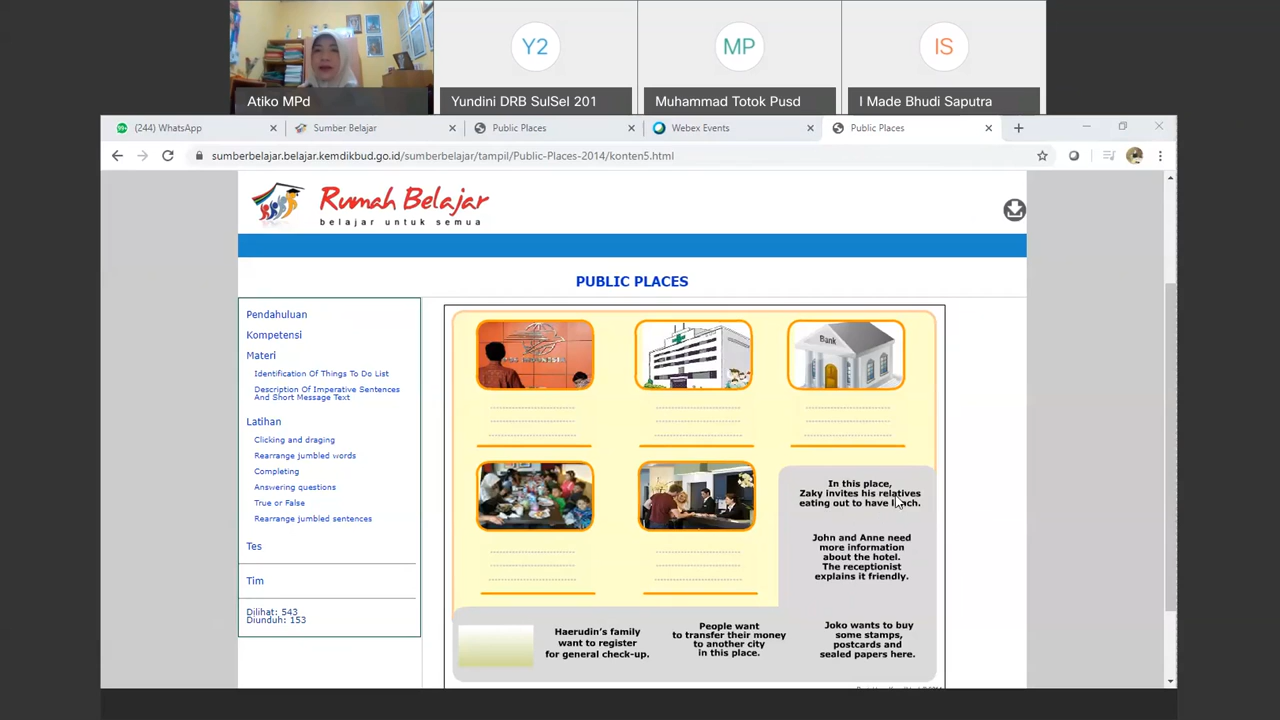 Y2
MP
IS
Atiko MPd
Yundini DRB SulSel 201
Muhammad Totok Pusd
I Made Bhudi Saputra
(244) WhatsApp
Sumber Belajar
Public Places
Webex Events
Public Places
sumberbelajar.belajar.kemdikbud.go.id/sumberbelajar/tampil/Public-Places-2014/konten5.html
Rumah Belajar
belajar untuk semua
PUBLIC PLACES
Pendahuluan
Kompetensi
Materi
Identification Of Things To Do List
Description Of Imperative Sentences
And Short Message Text
Latihan
Clicking and draging
Rearrange jumbled words
Completing
Answering questions
True or False
Rearrange jumbled sentences
Tes
Tim
Dilihat: 543
Diunduh: 153
Bank
In this place,
Zaky invites his relatives
eating out to have lunch.
John and Anne need
more information
about the hotel.
The receptionist
explains it friendly.
Haerudin's family
want to register
for general check-up.
People want
to transfer their money
to another city
in this place.
Joko wants to buy
some stamps,
postcards and
sealed papers here.